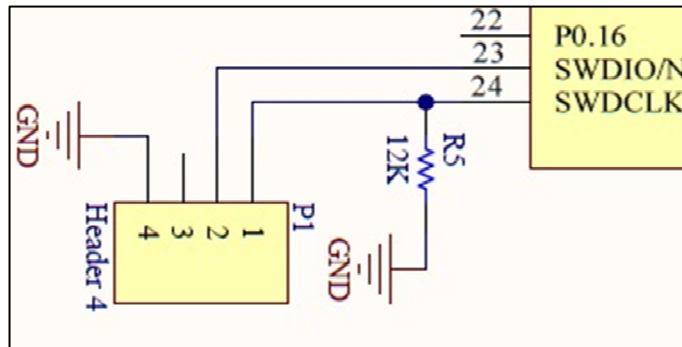 22
P0.16
23
SWDIO/N
24
SWDCLK
GND
R5
12K
P1
4 3 2 1
Header 4
GND